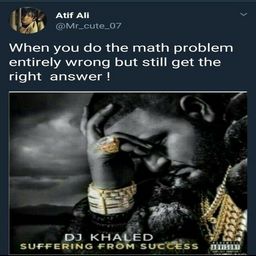 Atif Ali
@Mr_cute_07
When you do the math problem
entirely wrong but still get the
right answer !
DJ KHALED
SUFFERING FROM SUCCESS